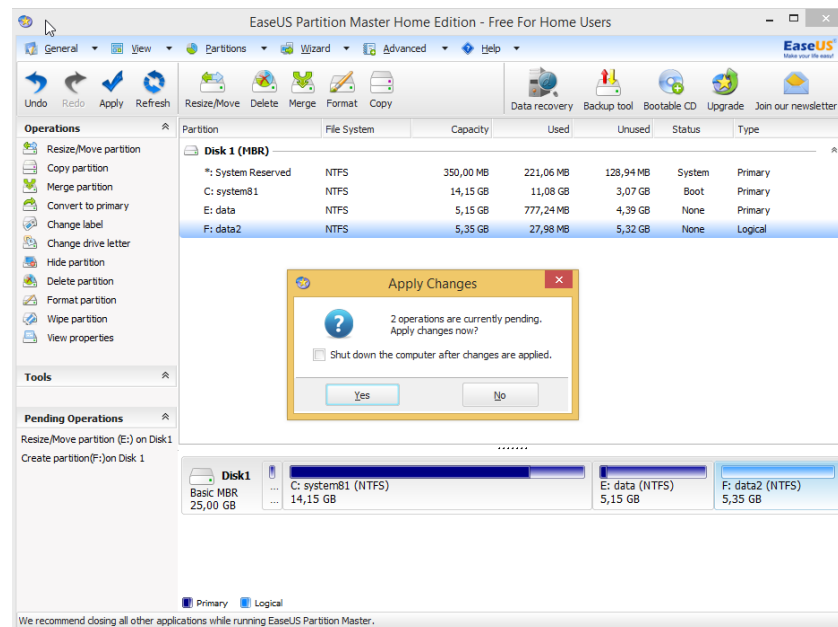 EaseUS Partition Master Home Edition - Free For Home Users
General View Partitions Wizard Advanced Help
EaseUS
Make your life easy!
Undo Redo Apply Refresh Resize/Move Delete Merge Format Copy Data recovery Backup tool Bootable CD Upgrade Join our newsletter
Operations
Resize/Move partition
Copy partition
Merge partition
Convert to primary
Change label
Change drive letter
Hide partition
Delete partition
Format partition
Wipe partition
View properties
Tools
Pending Operations
Resize/Move partition (E:) on Disk1
Create partition(F:)on Disk 1
Partition File System Capacity Used Unused Status Type
Disk 1 (MBR)
*: System Reserved NTFS 350,00 MB 221,06 MB 128,94 MB System Primary
C: system81 NTFS 14,15 GB 11,08 GB 3,07 GB Boot Primary
E: data NTFS 5,15 GB 777,24 MB 4,39 GB None Primary
F: data2 NTFS 5,35 GB 27,98 MB 5,32 GB None Logical
Apply Changes
2 operations are currently pending.
Apply changes now?
Shut down the computer after changes are applied.
Yes No
Disk1
Basic MBR
25,00 GB
...
...
C: system81 (NTFS)
14,15 GB
E: data (NTFS)
5,15 GB
F: data2 (NTFS)
5,35 GB
Primary Logical
We recommend closing all other applications while running EaseUS Partition Master.